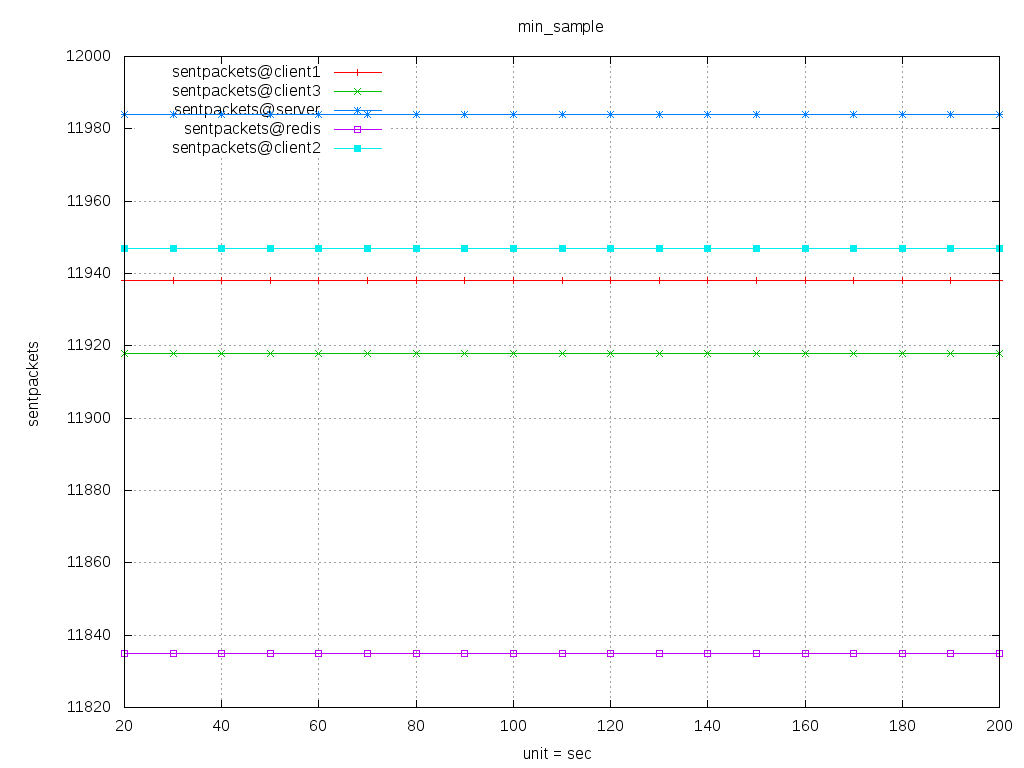 min_sample
12000
11980
11960
11940
11920
11900
11880
11860
11840
11820
sentpackets@client1
sentpackets@client3
sentpackets@server
sentpackets@redis
sentpackets@client2
sentpackets
20 40 60 80 100 120 140 160 180 200
unit = sec